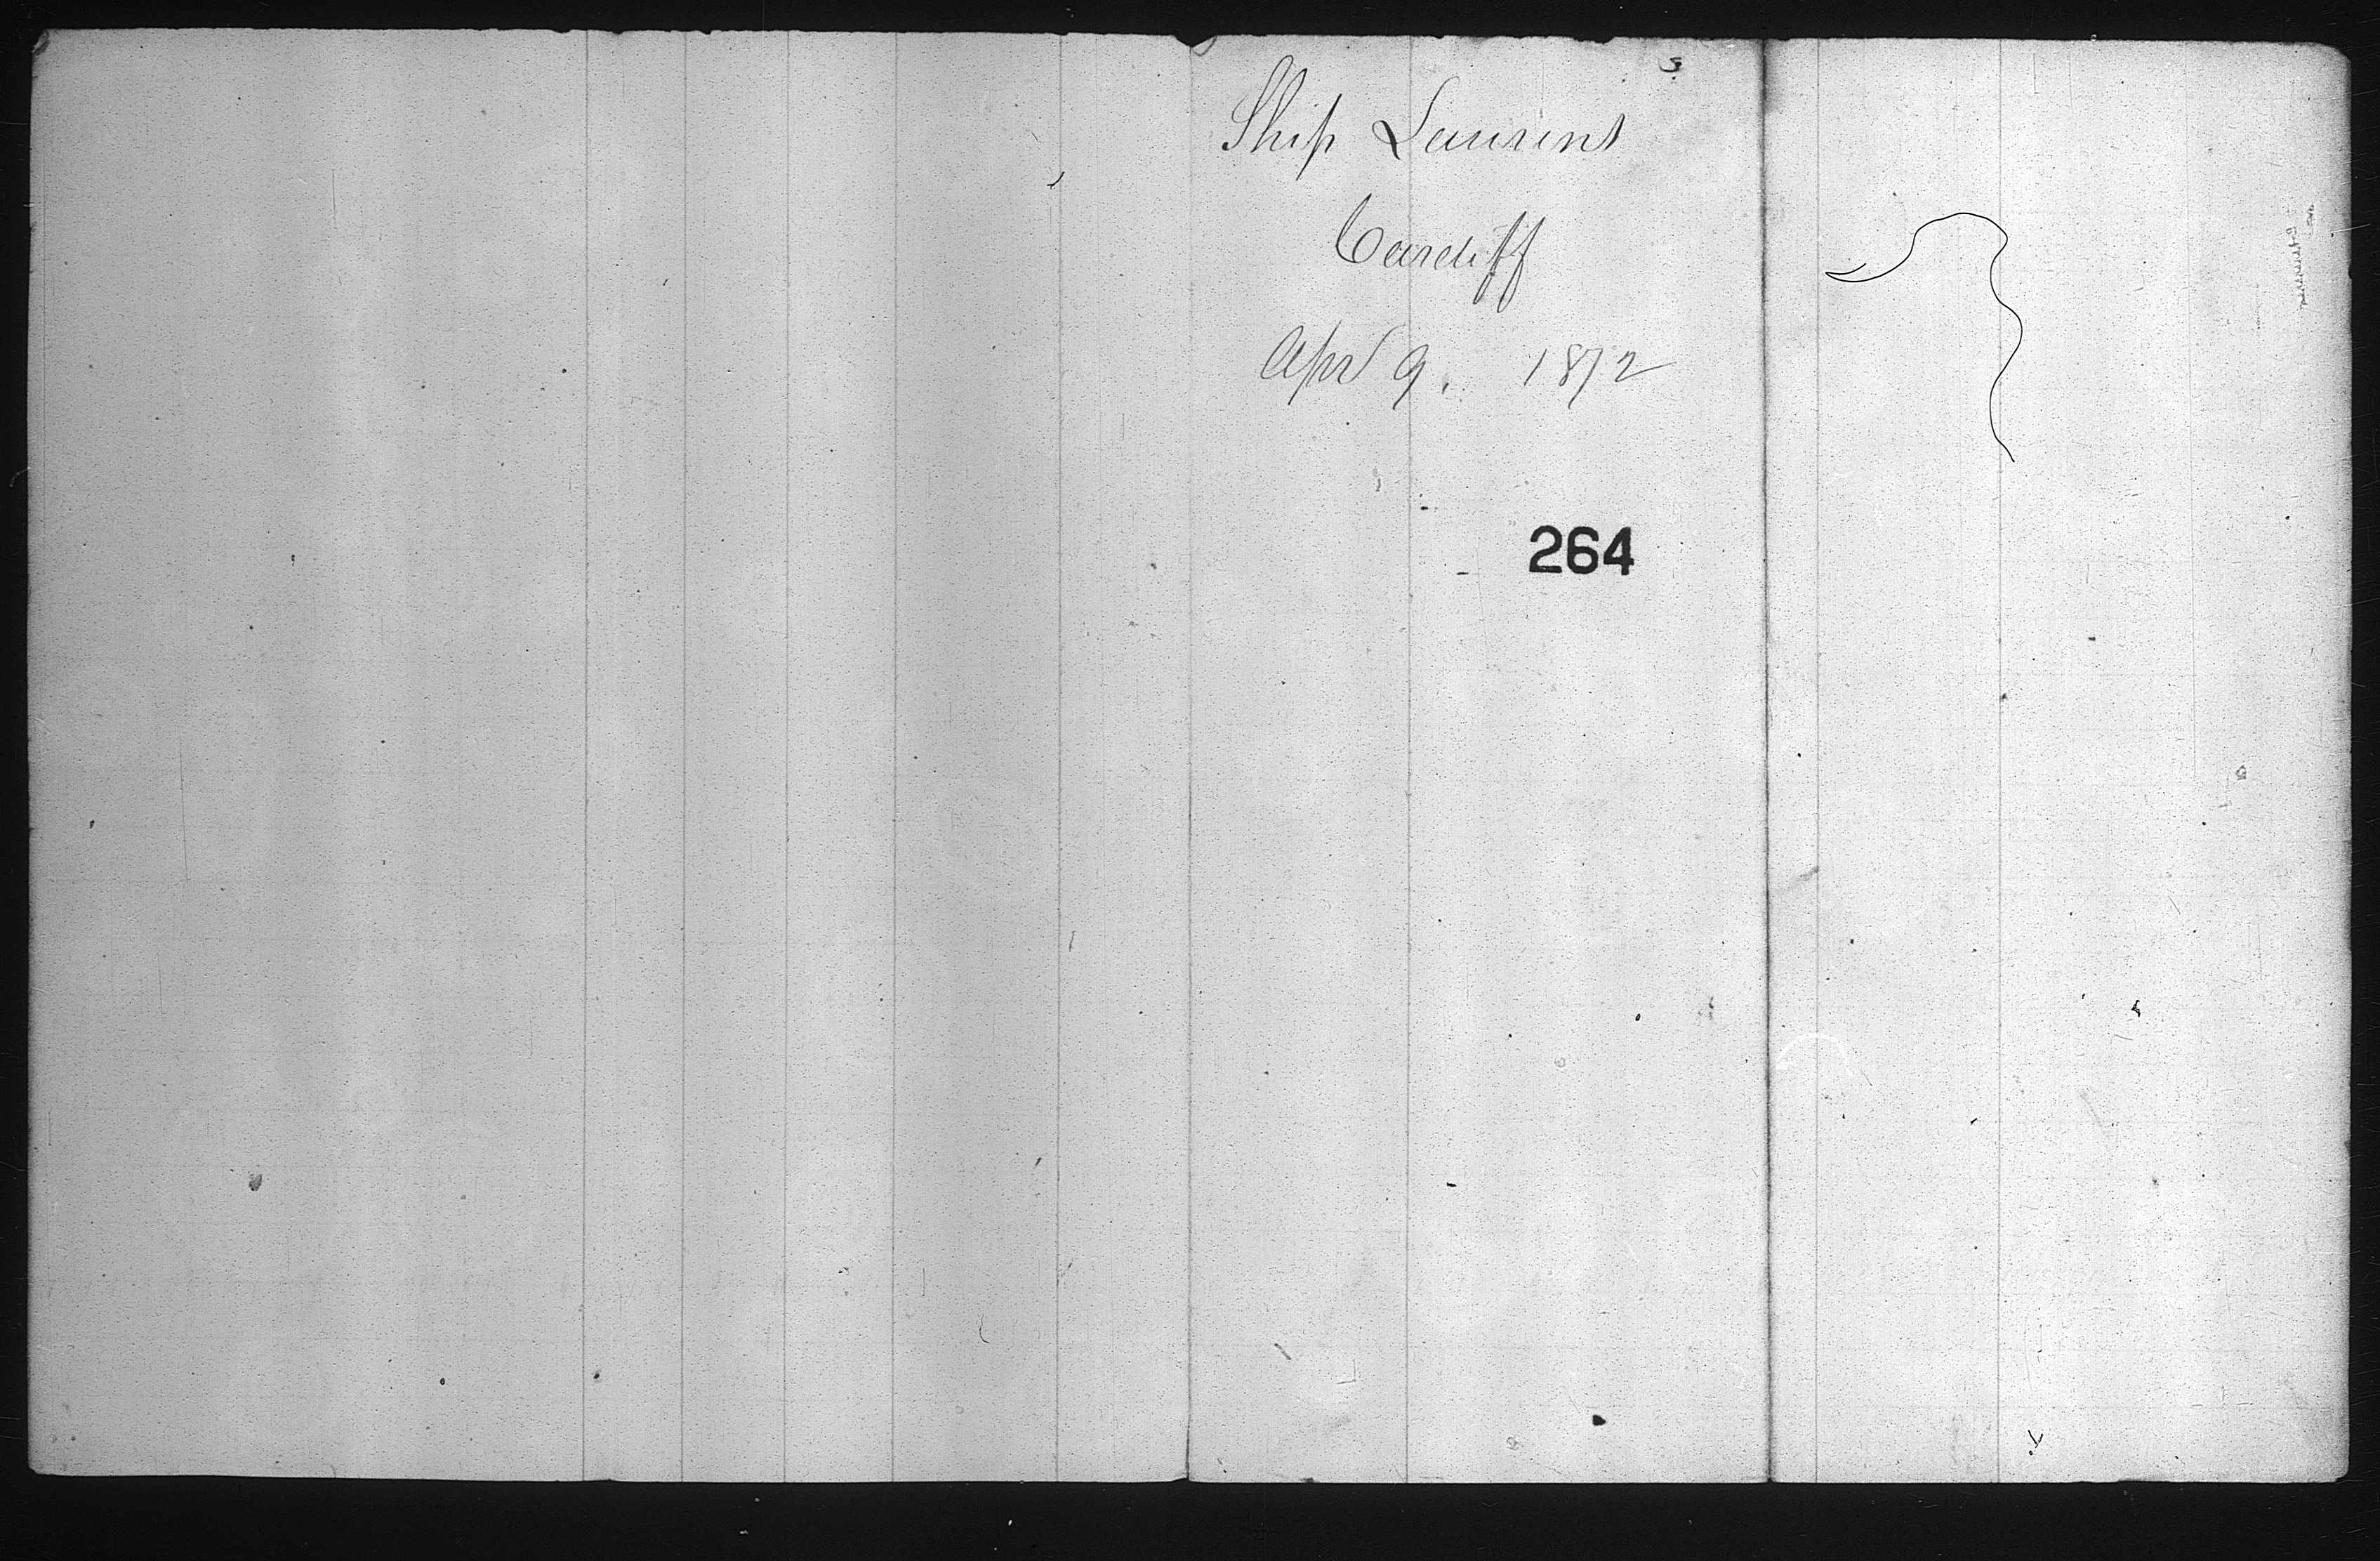 Ship Laurens
Cardiff
Apr 9. 1872
264